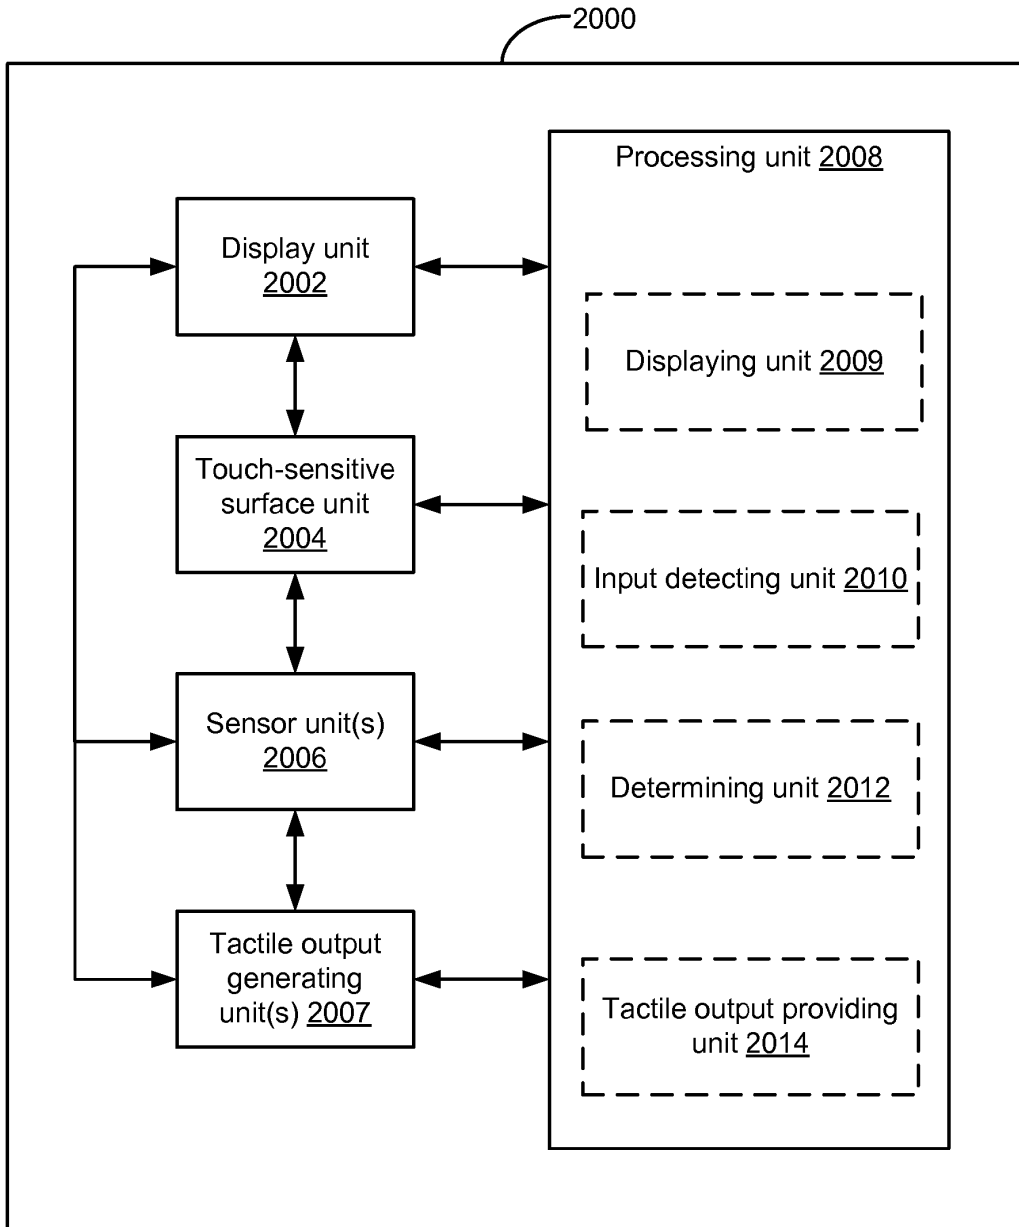 2000
Processing unit 2008
Display unit
2002
Displaying unit 2009
Touch-sensitive
surface unit
2004
Input detecting unit 2010
Sensor unit(s)
2006
Determining unit 2012
Tactile output
generating
unit(s) 2007
Tactile output providing
unit 2014